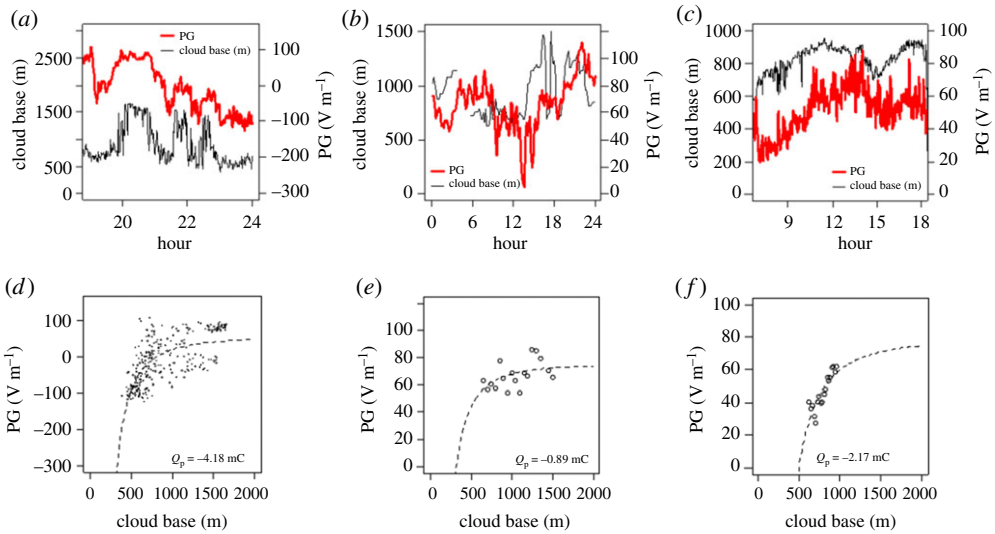 (a)
PG
cloud base (m)
cloud base (m)
2500
1500
500
0
100
0
−100
−200
−300
PG (V m−1)
20
22
24
hour
(b)
1500
1000
500
0
cloud base (m)
PG
cloud base (m)
80
60
40
20
0
PG (V m−1)
0
6
12
18
24
hour
(c)
1000
800
600
400
200
0
cloud base (m)
PG
cloud base (m)
100
80
60
40
20
0
PG (V m−1)
9
12
15
18
hour
(d)
100
0
−100
−200
−300
PG (V m−1)
Qp = −4.18 mC
0
500
1000
1500
2000
cloud base (m)
(e)
100
80
60
40
20
0
PG (V m−1)
Qp = −0.89 mC
0
500
1000
1500
2000
cloud base (m)
(f)
100
80
60
40
20
0
PG (V m−1)
Qp = −2.17 mC
0
500
1000
1500
2000
cloud base (m)